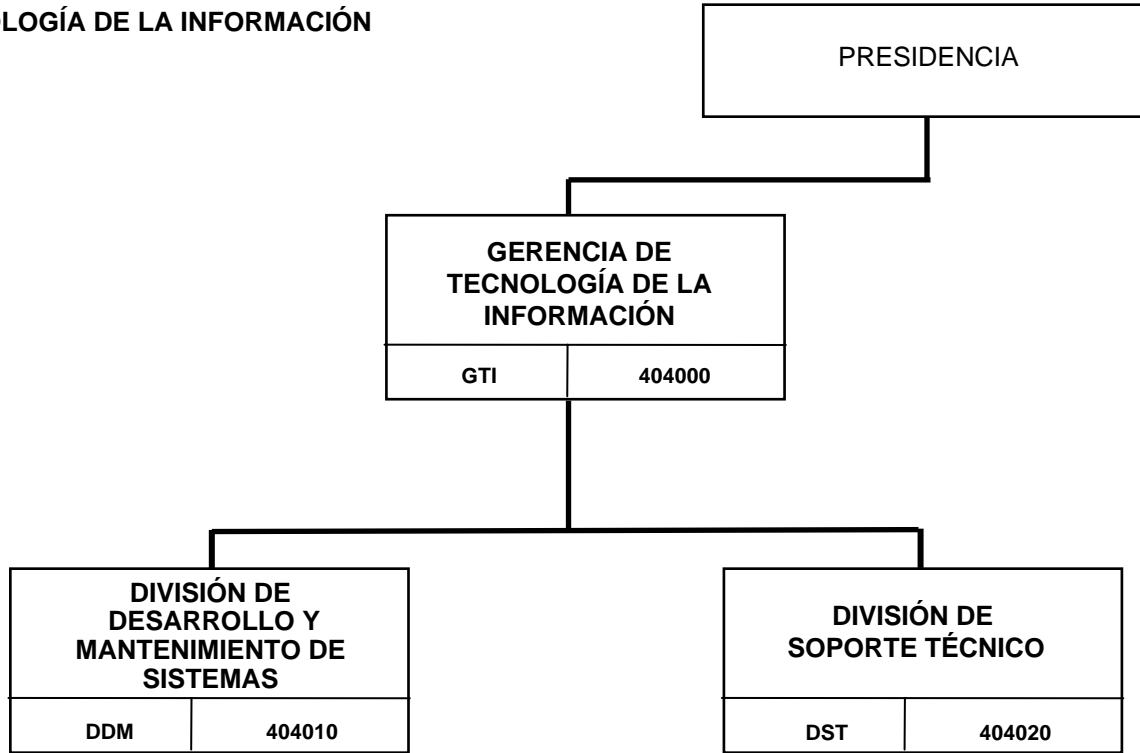 DE LA INFORMACIÓN
PRESIDENCIA
GERENCIA DE
TECNOLOGÍA DE LA
INFORMACIÓN
GTI 404000
DIVISIÓN DE
DESARROLLO Y
MANTENIMIENTO DE
SISTEMAS
DDM 404010
DIVISIÓN DE
SOPORTE TÉCNICO
DST 404020